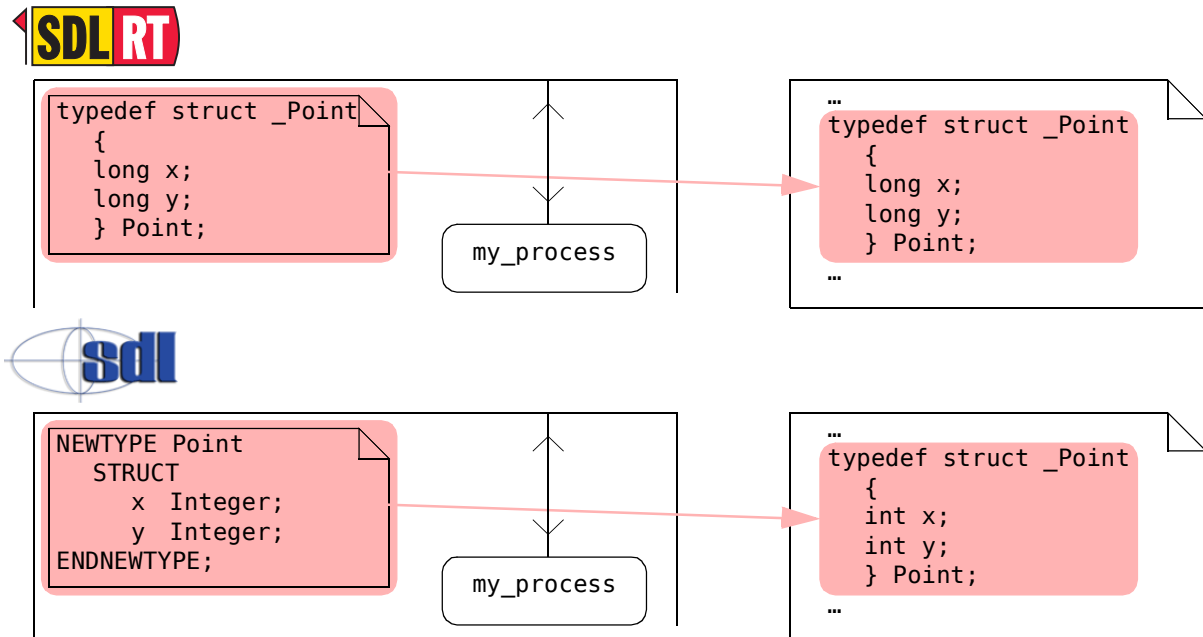 SDL RT
typedef struct _Point
{
long x;
long y;
} Point;
my_process
…
typedef struct _Point
{
long x;
long y;
} Point;
…
sdl
NEWTYPE Point
STRUCT
x Integer;
y Integer;
ENDNEWTYPE;
my_process
…
typedef struct _Point
{
int x;
int y;
} Point;
…